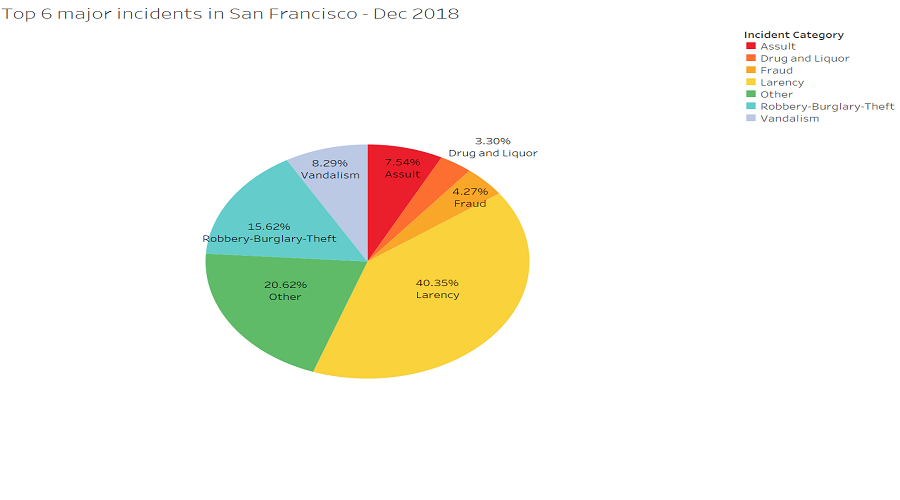 Top 6 major incidents in San Francisco - Dec 2018
Incident Category
Assult
Drug and Liquor
Fraud
Larency
Other
Robbery-Burglary-Theft
Vandalism
3.30%
Drug and Liquor
8.29%
Vandalism
7.54%
Assult
4.27%
Fraud
15.62%
Robbery-Burglary-Theft
40.35%
Larency
20.62%
Other